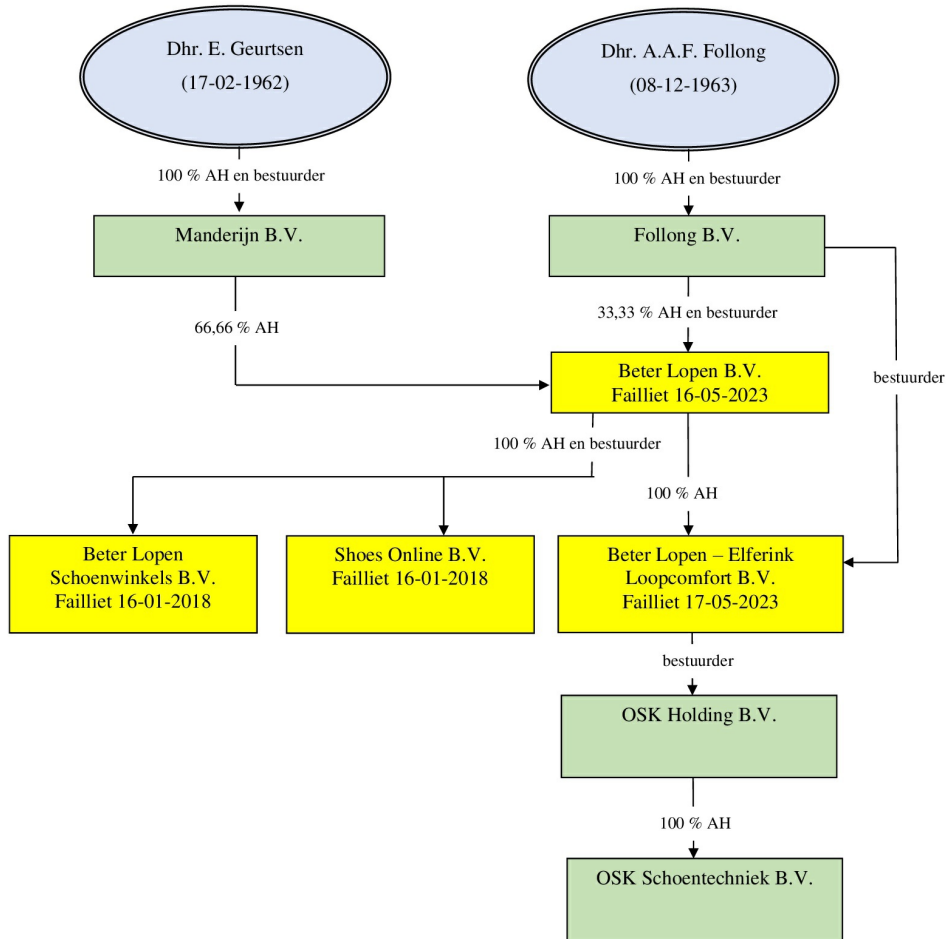 Dhr. E. Geurtsen
(17-02-1962)
Dhr. A.A.F. Follong
(08-12-1963)
100 % AH en bestuurder
100 % AH en bestuurder
Manderijn B.V.
Follong B.V.
66,66 % AH
33,33 % AH en bestuurder
bestuurder
Beter Lopen B.V.
Failliet 16-05-2023
100 % AH en bestuurder
100 % AH
Beter Lopen
Schoenwinkels B.V.
Failliet 16-01-2018
Shoes Online B.V.
Failliet 16-01-2018
Beter Lopen – Elferink
Loopcomfort B.V.
Failliet 17-05-2023
bestuurder
OSK Holding B.V.
100 % AH
OSK Schoentechniek B.V.